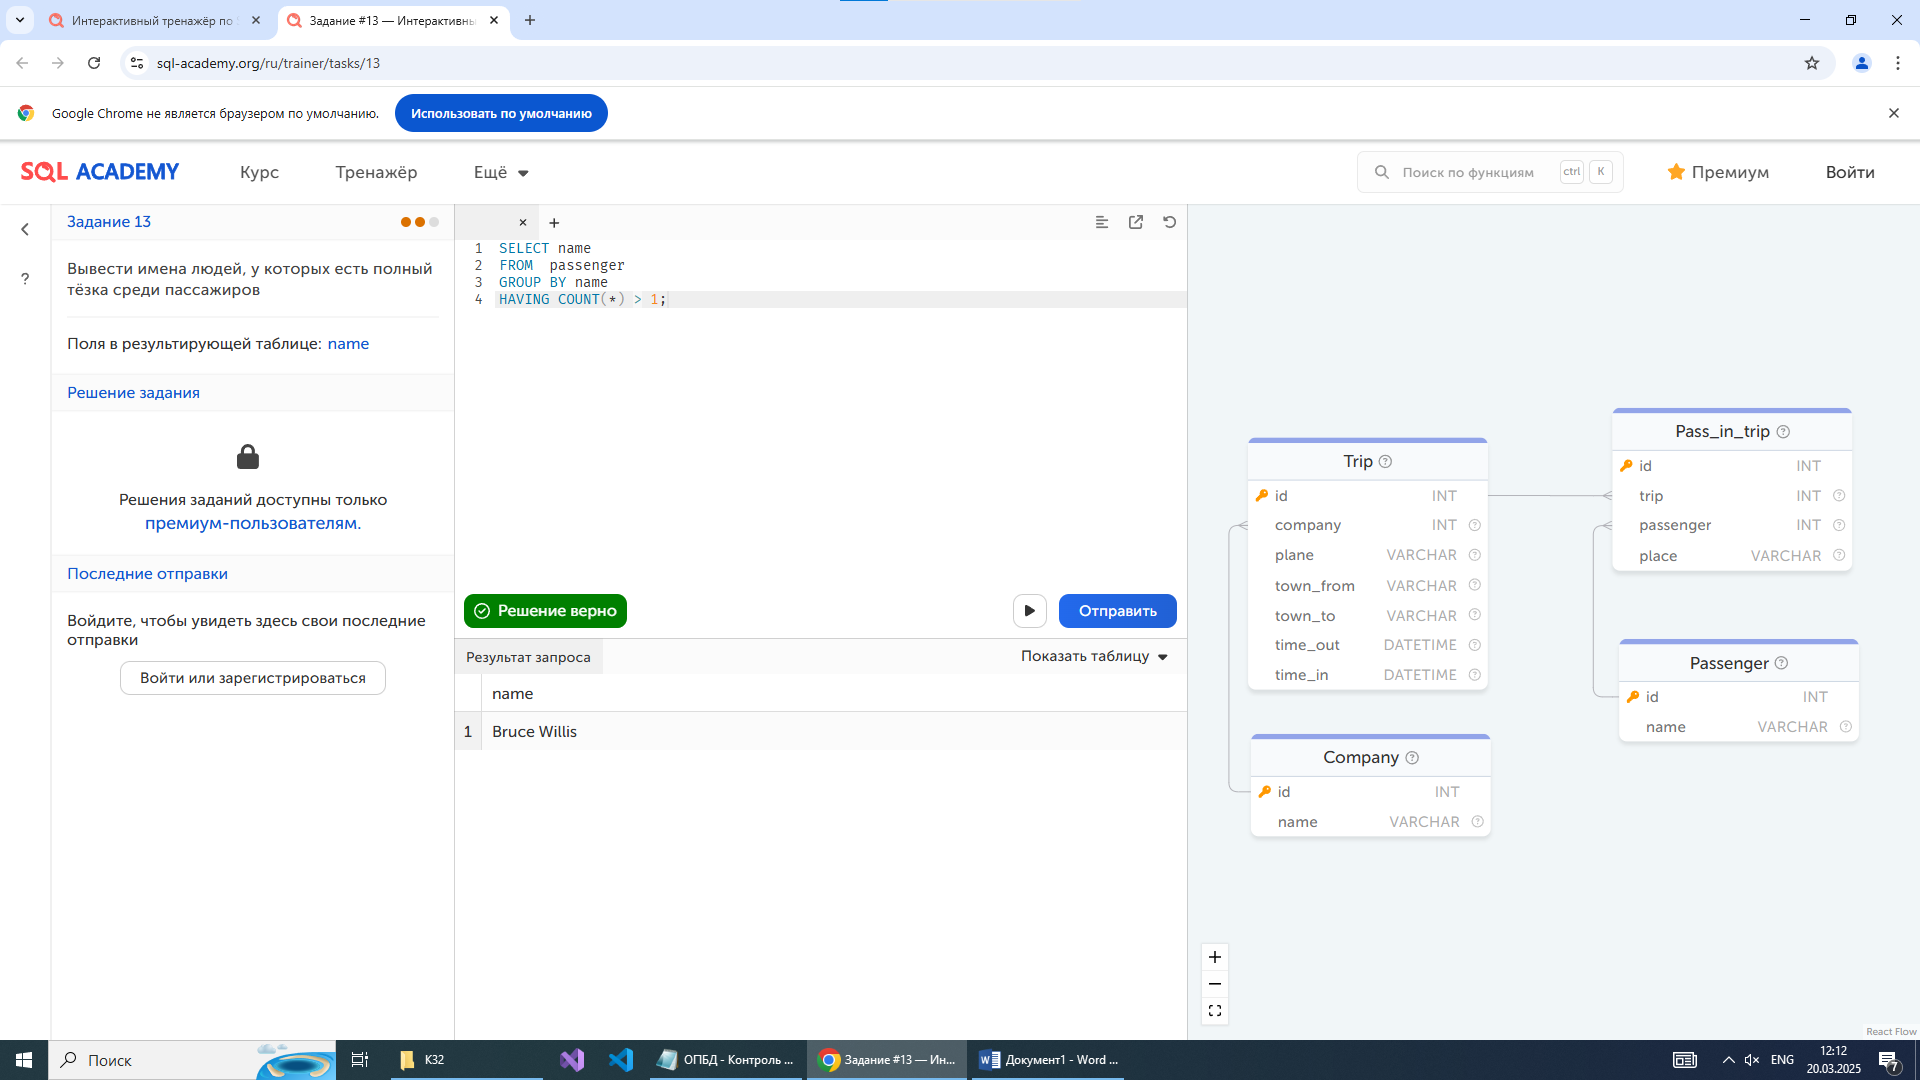 Интерактивный тренажёр по
Задание #13 — Интерактивны
sql-academy.org/ru/trainer/tasks/13
Google Chrome не является браузером по умолчанию.
Использовать по умолчанию
SQL ACADEMY
Курс
Тренажёр
Ещё
Поиск по функциям
ctrl
K
Премиум
Войти
Задание 13
Вывести имена людей, у которых есть полный
тёзка среди пассажиров
Поля в результирующей таблице: name
Решение задания
Решения заданий доступны только
премиум-пользователям.
Последние отправки
Войдите, чтобы увидеть здесь свои последние
отправки
Войти или зарегистрироваться
1 SELECT name
2 FROM  passenger
3 GROUP BY name
4 HAVING COUNT(*) > 1;
Решение верно
Отправить
Результат запроса
Показать таблицу
name
1 Bruce Willis
Trip
id INT
company INT
plane VARCHAR
town_from VARCHAR
town_to VARCHAR
time_out DATETIME
time_in DATETIME
Company
id INT
name VARCHAR
Pass_in_trip
id INT
trip INT
passenger INT
place VARCHAR
Passenger
id INT
name VARCHAR
React Flow
Поиск
K32
ОПБД - Контроль ...
Задание #13 — Ин...
Документ1 - Word ...
ENG
12:12
20.03.2025
7